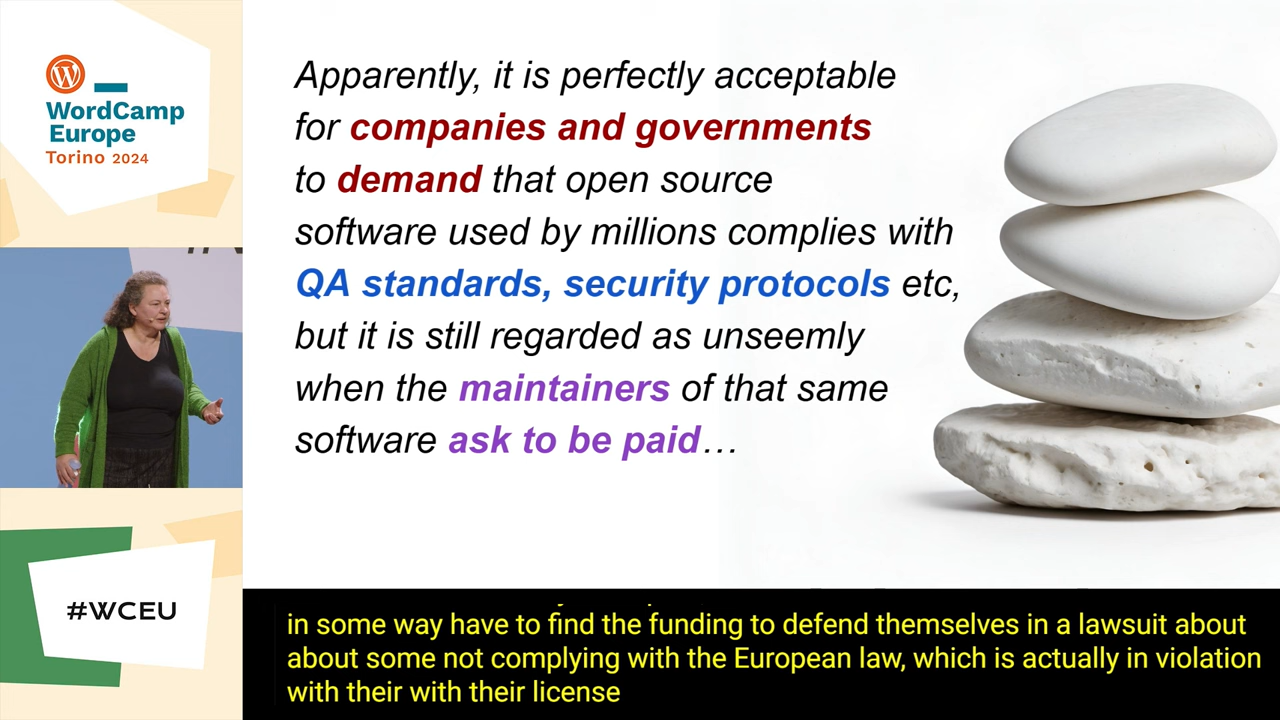 WordCamp
Europe
Torino 2024
Apparently, it is perfectly acceptable
for companies and governments
to demand that open source
software used by millions complies with
QA standards, security protocols etc,
but it is still regarded as unseemly
when the maintainers of that same
software ask to be paid…
#WCEU
in some way have to find the funding to defend themselves in a lawsuit about
about some not complying with the European law, which is actually in violation
with their with their license